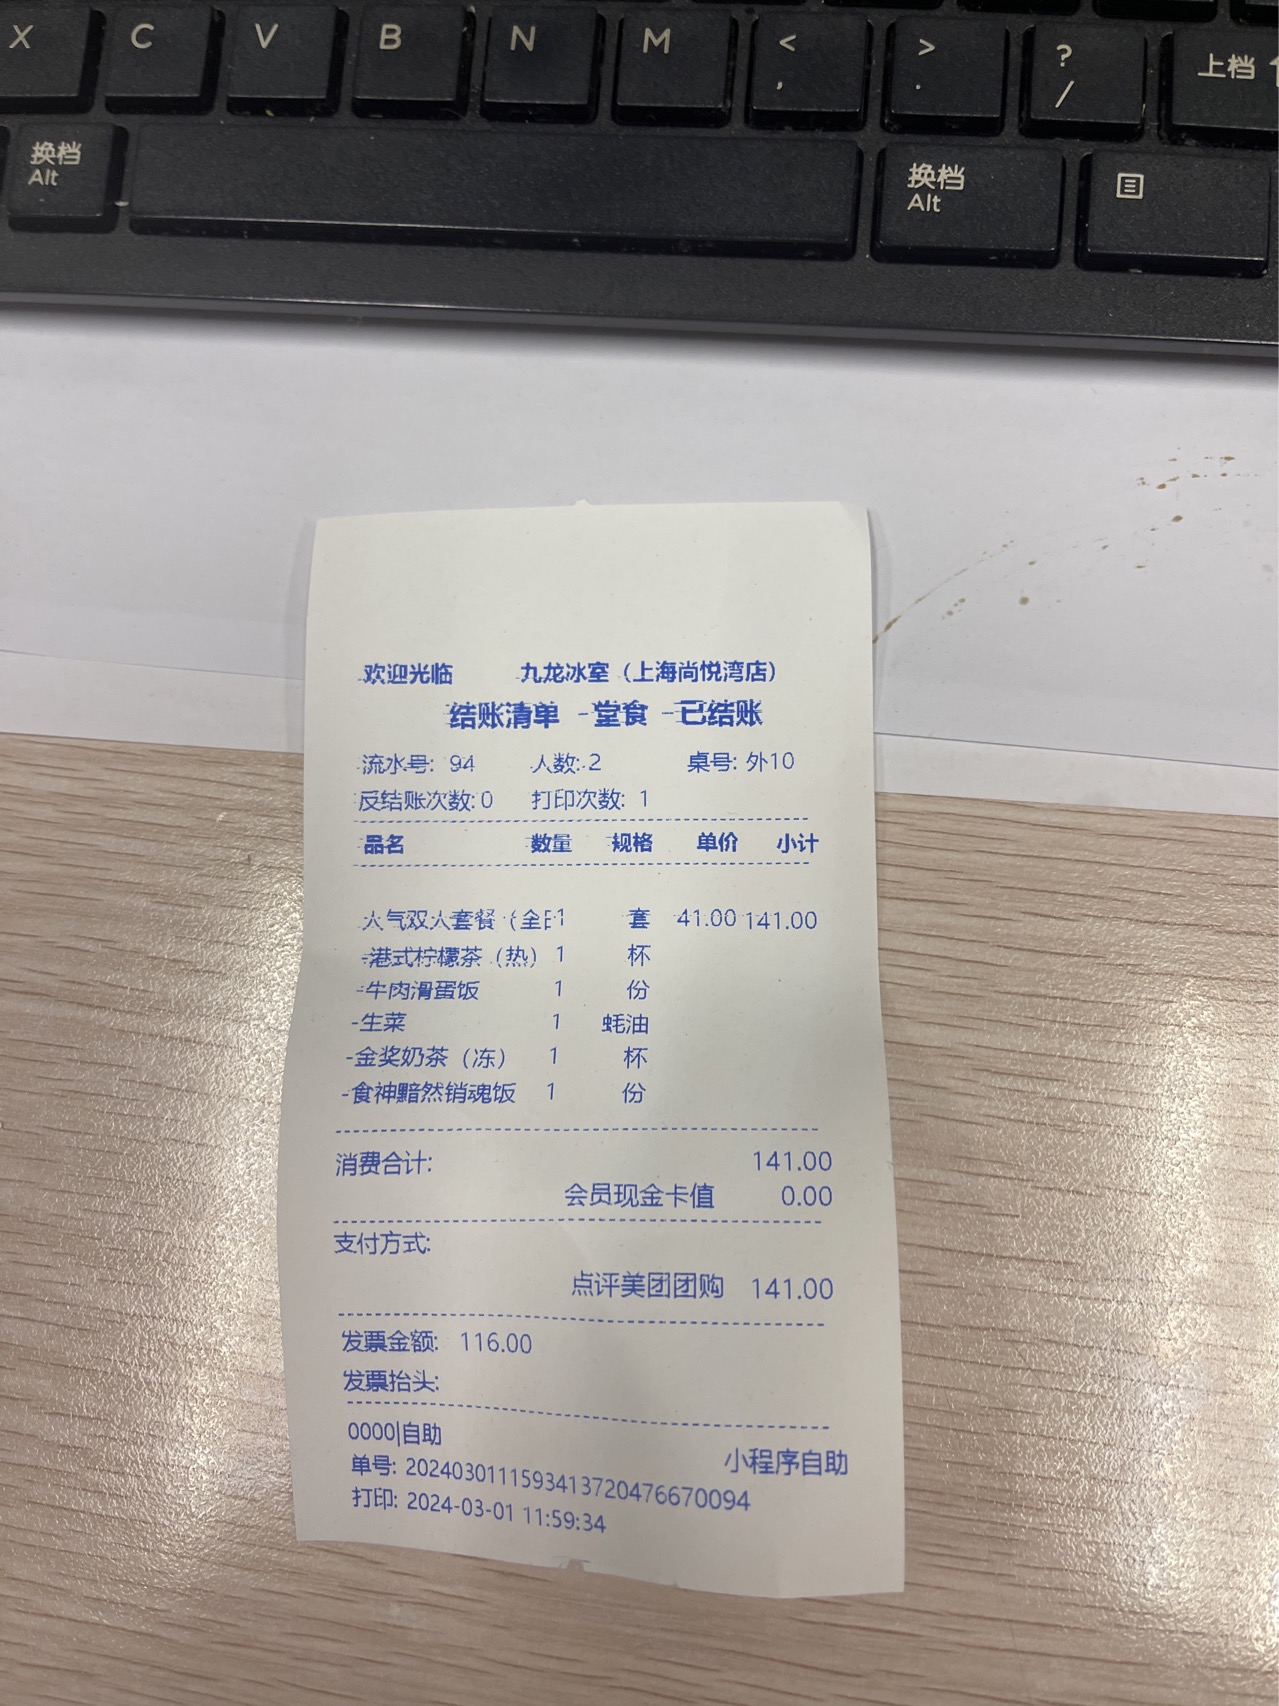 X C V B N M < , > . ? / 上档
换档 Alt 换档 Alt
欢迎光临 九龙冰室（上海尚悦湾店）
结账清单 -堂食 -已结账
流水号: 94 人数: 2 桌号: 外10
反结账次数: 0 打印次数: 1
品名 数量 规格 单价 小计
人气双人套餐（全日1 套 41.00 141.00
-港式柠檬茶（热） 1 杯
-牛肉滑蛋饭 1 份
-生菜 1 蚝油
-金奖奶茶（冻） 1 杯
-食神黯然销魂饭 1 份
消费合计: 141.00
会员现金卡值 0.00
支付方式:
点评美团团购 141.00
发票金额: 116.00
发票抬头:
0000|自助 小程序自助
单号: 2024030111593413720476670094
打印: 2024-03-01 11:59:34